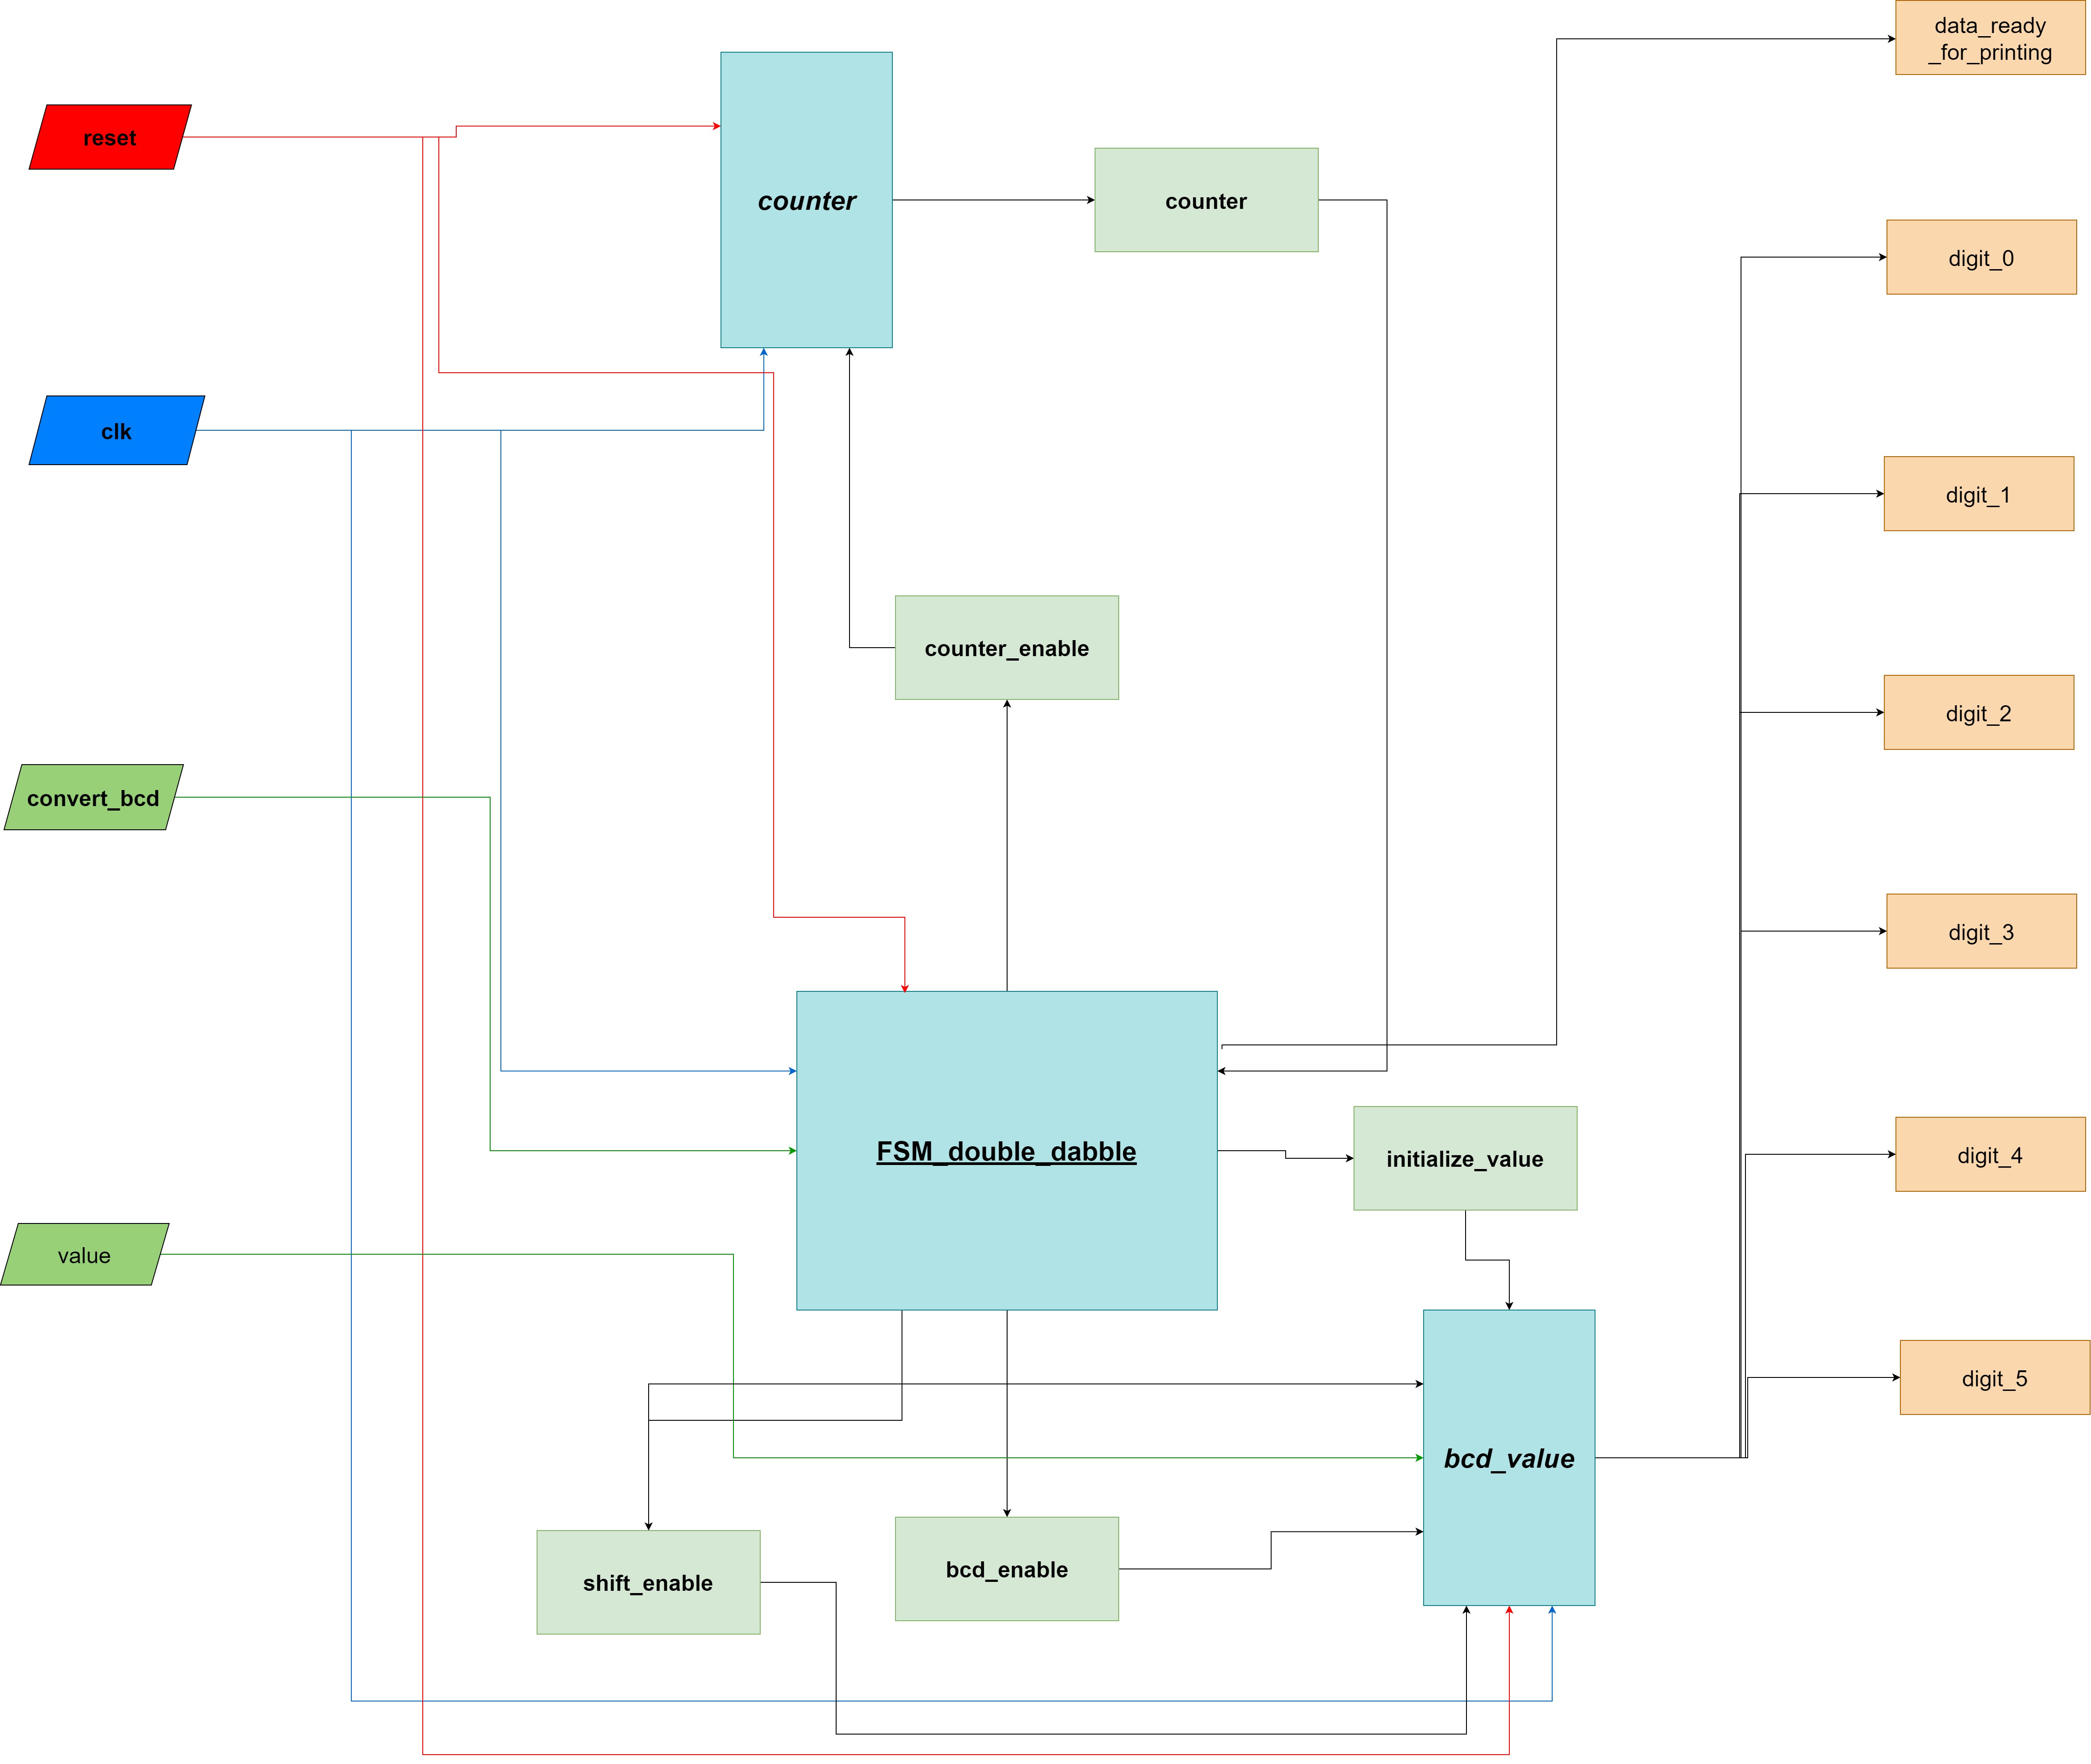 data_ready
_for_printing
reset
counter
counter
digit_0
clk
digit_1
counter_enable
digit_2
convert_bcd
digit_3
FSM_double_dabble
initialize_value
digit_4
value
digit_5
bcd_value
shift_enable
bcd_enable